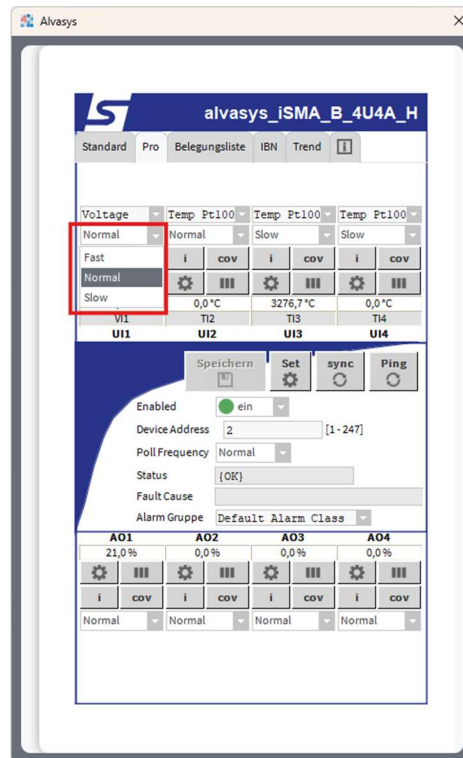 Alvasys
alvasys_iSMA_B_4U4A_H
Standard Pro Belegungsliste IBN Trend i
Voltage Temp Pt100 Temp Pt100 Temp Pt100
Normal Normal Slow Slow
Fast i cov i cov i cov
Normal
Slow 0,0 °C 3276,7 °C 0,0 °C
VI1 TI2 TI3 TI4
UI1 UI2 UI3 UI4
Speichern Set sync Ping
Enabled ein
Device Address 2 [1 - 247]
Poll Frequency Normal
Status {OK}
Fault Cause
Alarm Gruppe Default Alarm Class
AO1 AO2 AO3 AO4
21,0 % 0,0 % 0,0 % 0,0 %
i cov i cov i cov i cov
Normal Normal Normal Normal